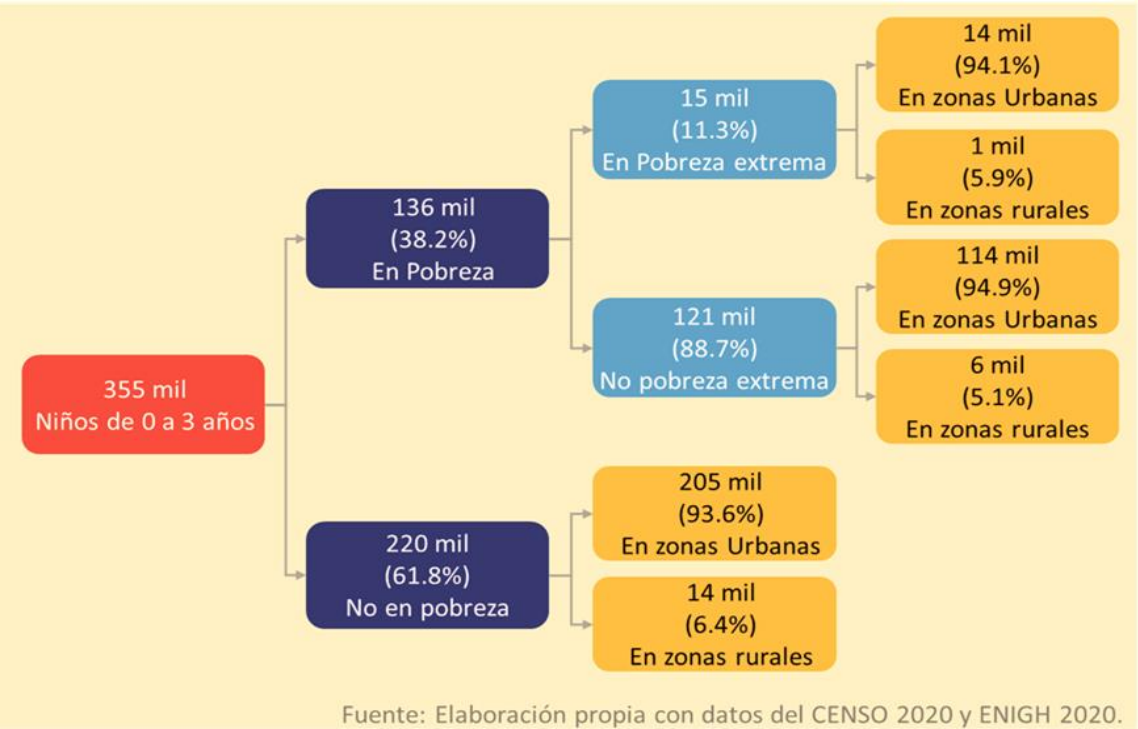 355 mil
Niños de 0 a 3 años
136 mil
(38.2%)
En Pobreza
15 mil
(11.3%)
En Pobreza extrema
14 mil
(94.1%)
En zonas Urbanas
1 mil
(5.9%)
En zonas rurales
121 mil
(88.7%)
No pobreza extrema
114 mil
(94.9%)
En zonas Urbanas
6 mil
(5.1%)
En zonas rurales
220 mil
(61.8%)
No en pobreza
205 mil
(93.6%)
En zonas Urbanas
14 mil
(6.4%)
En zonas rurales
Fuente: Elaboración propia con datos del CENSO 2020 y ENIGH 2020.